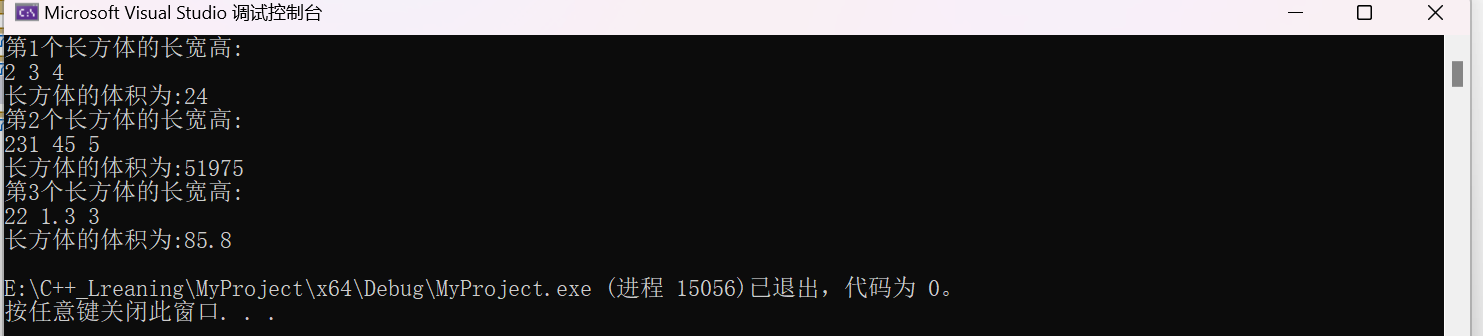 Microsoft Visual Studio 调试控制台
第1个长方体的长宽高:
2 3 4
长方体的体积为:24
第2个长方体的长宽高:
231 45 5
长方体的体积为:51975
第3个长方体的长宽高:
22 1.3 3
长方体的体积为:85.8
E:\C++_Lreaning\MyProject\x64\Debug\MyProject.exe (进程 15056)已退出，代码为 0。
按任意键关闭此窗口. . .